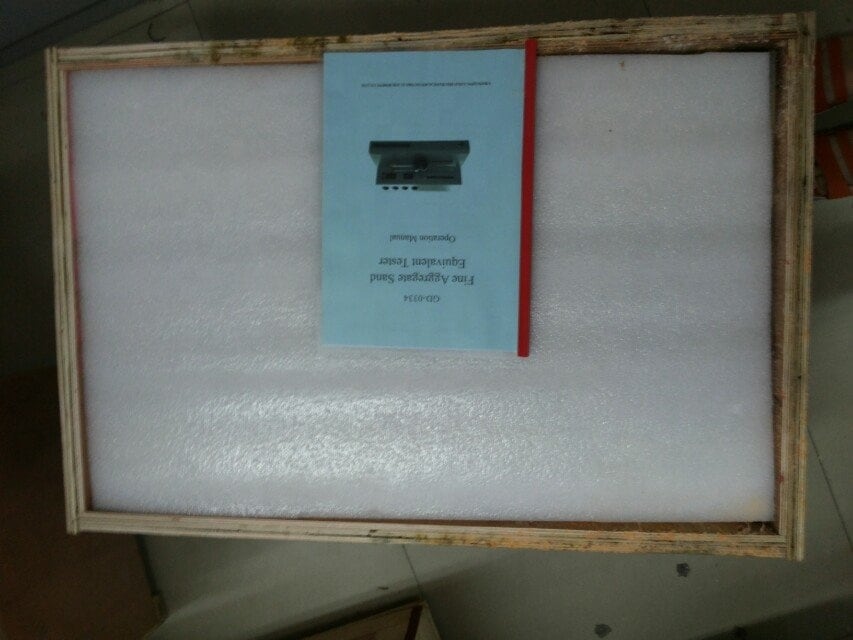 GD-0334
Fine Aggregate Sand
Equivalent Tester
Operation Manual